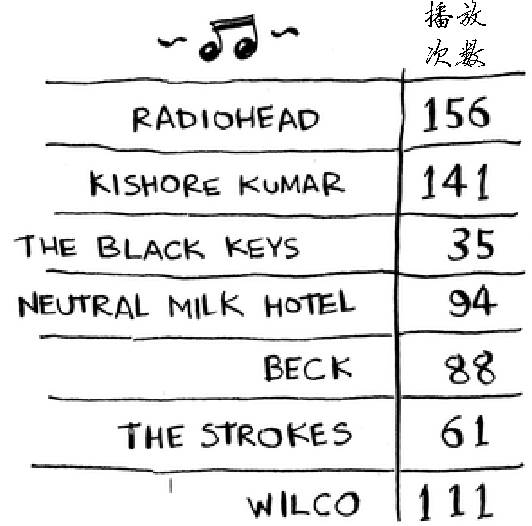 播放
次数
RADIOHEAD 156
KISHORE KUMAR 141
THE BLACK KEYS 35
NEUTRAL MILK HOTEL 94
BECK 88
THE STROKES 61
WILCO 111